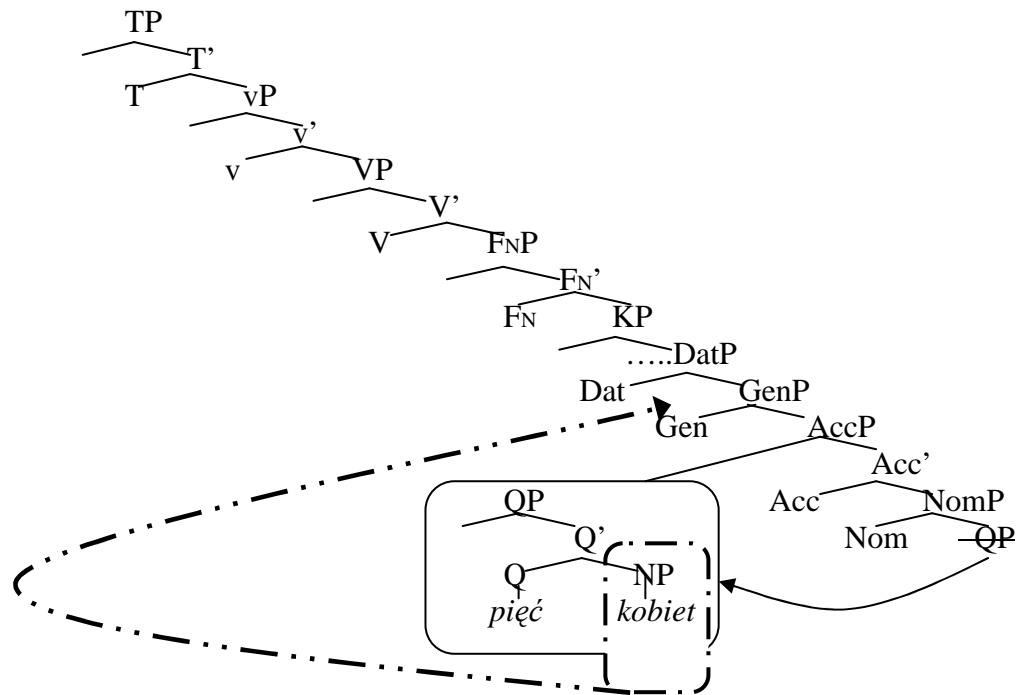 TP
T’
T vP
v’
v VP
V’
V FNP
FN’
FN KP
…..DatP
Dat GenP
Gen AccP
Acc’
Acc NomP
Nom QP
QP
Q’
Q NP
pięć kobiet